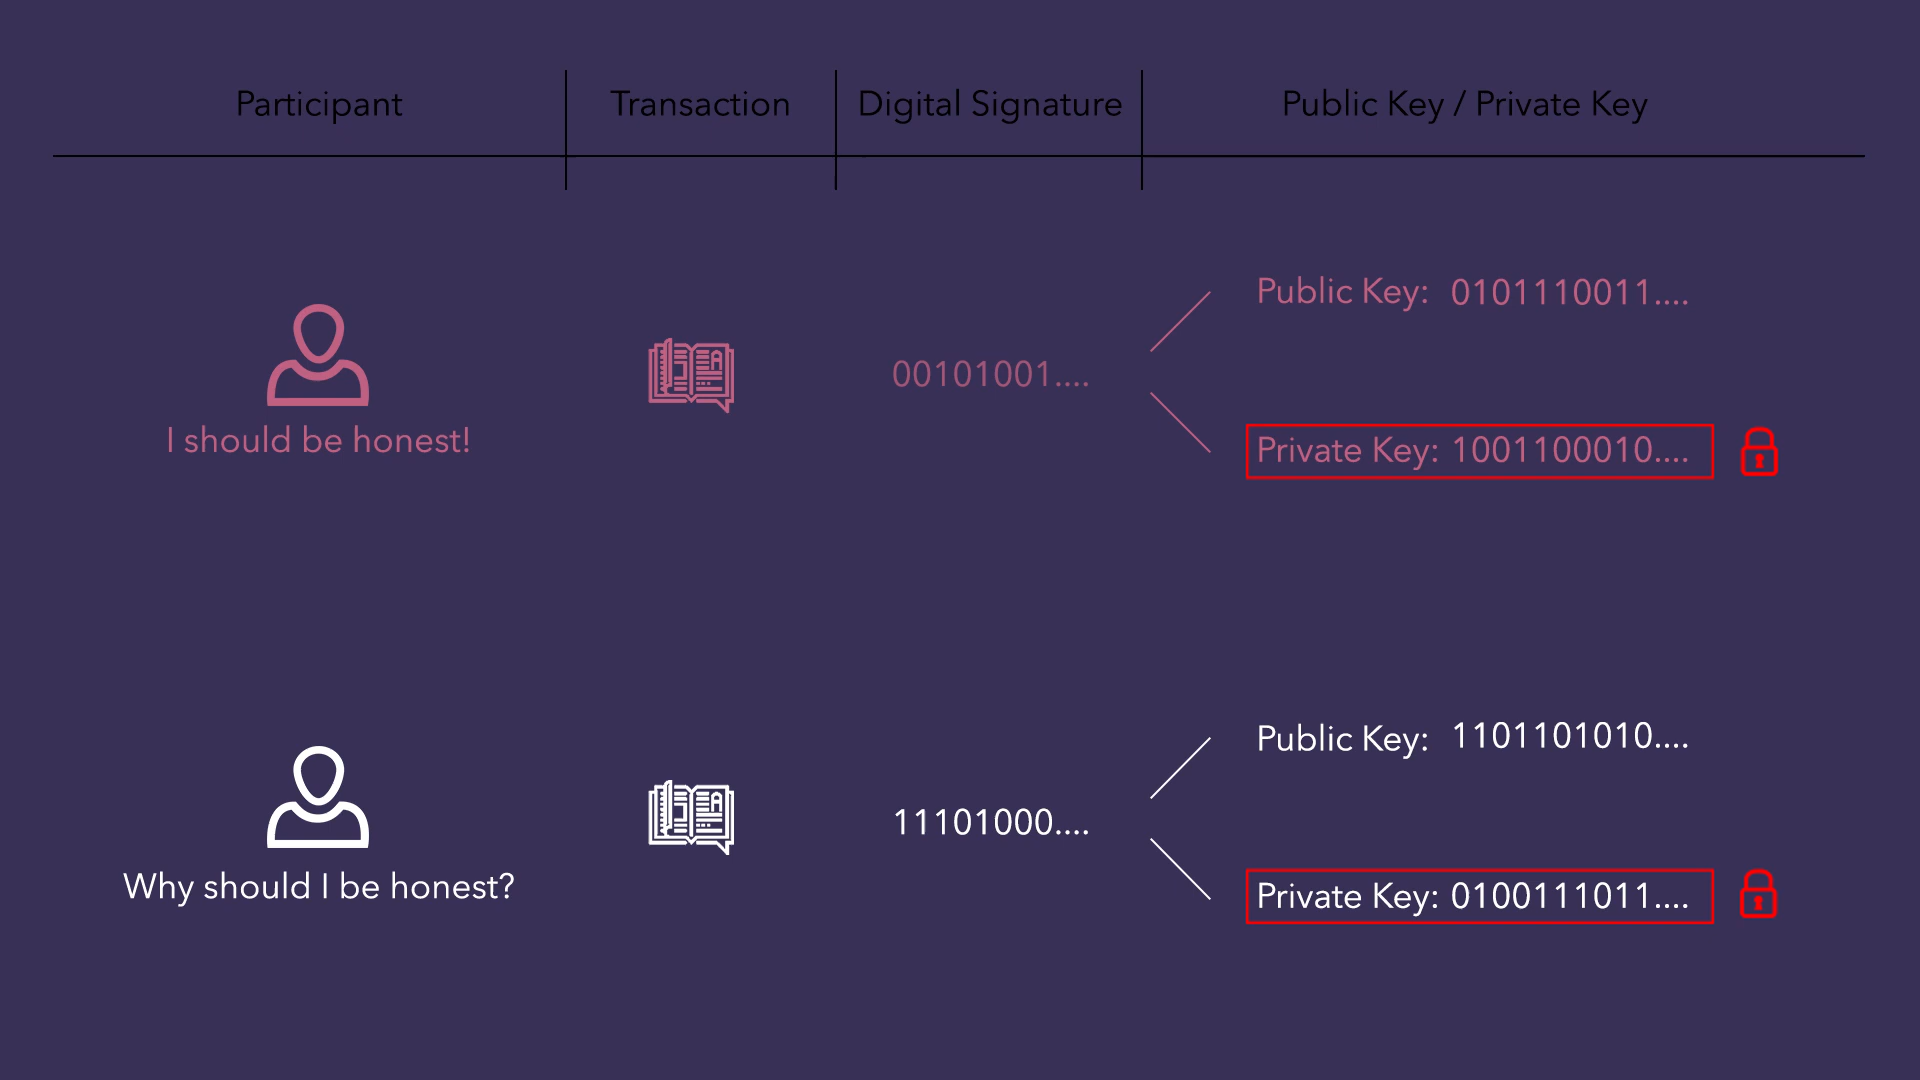 Participant
Transaction
Digital Signature
Public Key / Private Key
Public Key: 0101110011....
00101001....
I should be honest!
Private Key: 1001100010....
Public Key: 1101101010....
11101000....
Why should I be honest?
Private Key: 0100111011....